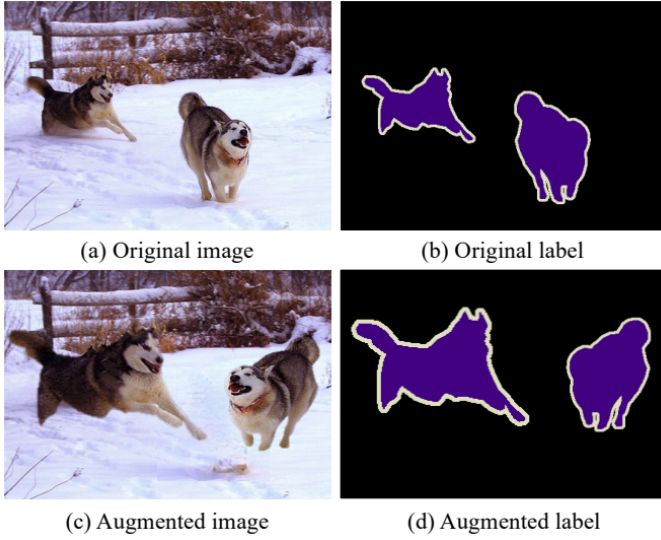 (a) Original image
(b) Original label
(c) Augmented image
(d) Augmented label